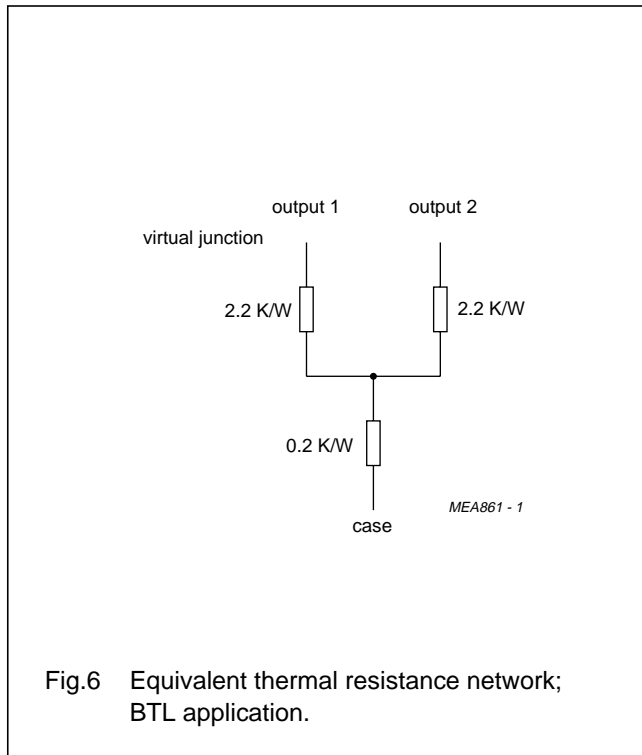 output 1 output 2
virtual junction
2.2 K/W 2.2 K/W
0.2 K/W
MEA861 - 1
case
Fig.6 Equivalent thermal resistance network;
BTL application.